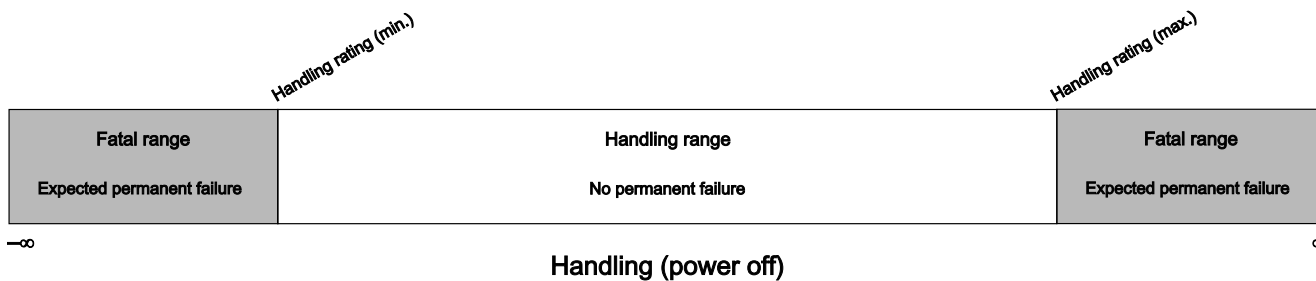 Handling rating (min.)
Handling rating (max.)
Fatal range
Handling range
Fatal range
Expected permanent failure
No permanent failure
Expected permanent failure
–∞
Handling (power off)